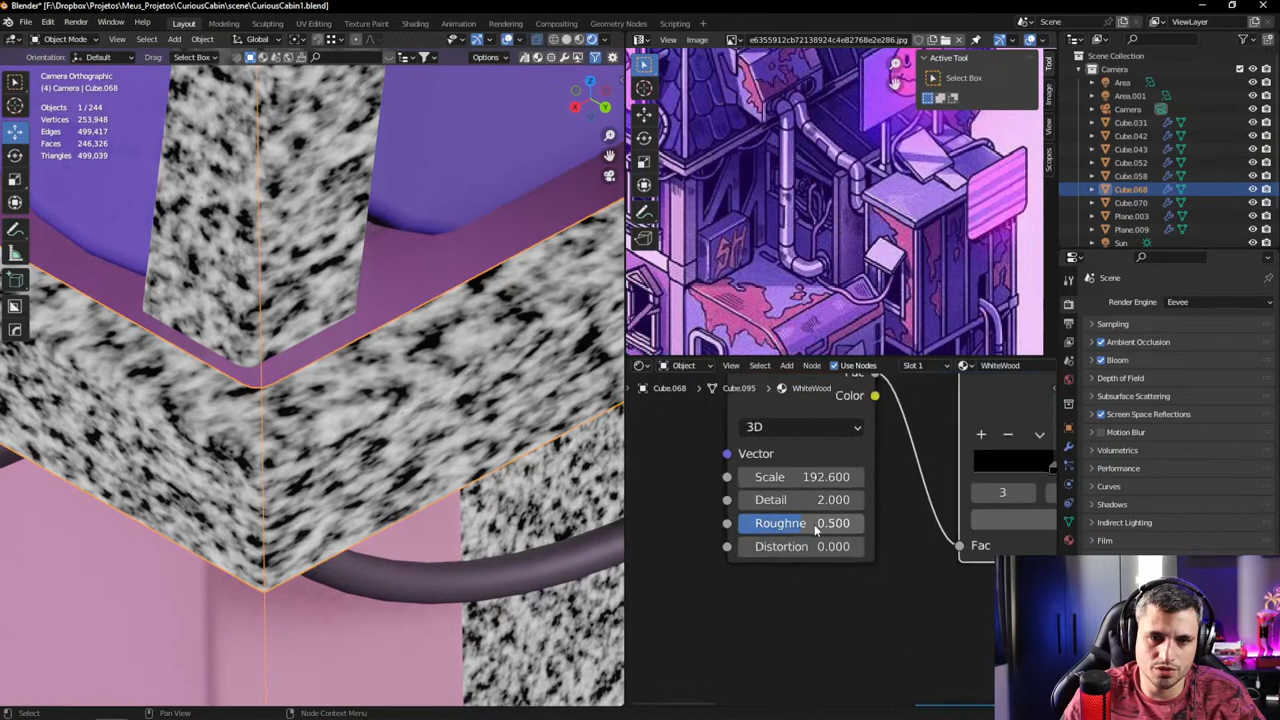 Blender* [F:\Dropbox\Projetos\Meus_Projetos\CuriousCabin\scene\CuriousCabin1.blend]
File Edit Render Window Help Layout Modeling Sculpting UV Editing Texture Paint Shading Animation Rendering Compositing Geometry Nodes Scripting + Scene ViewLayer
Object Mode View Select Add Object Global
Orientation: Default Drag: Select Box Options
Camera Orthographic
(4) Camera | Cube.068
Objects 1 / 244
Vertices 253,948
Edges 499,417
Faces 246,326
Triangles 499,039
Z
X
Y
View Image e6355912cb72138924c4e82768e2e286.jpg
Active Tool
Select Box
Tool
Image
View
Scopes
SH
Object View Select Add Node Use Nodes Slot 1 WhiteWood
Cube.068 > Cube.095 > WhiteWood
Color
3D
Vector
Scale 192.600
Detail 2.000
Roughne 0.500
Distortion 0.000
3
Fac
Scene Collection
Camera
Area
Area.001
Camera
Cube.031
Cube.042
Cube.043
Cube.052
Cube.058
Cube.068
Cube.070
Plane.003
Plane.009
Sun
Scene
Render Engine Eevee
Sampling
Ambient Occlusion
Bloom
Depth of Field
Subsurface Scattering
Screen Space Reflections
Motion Blur
Volumetrics
Performance
Curves
Shadows
Indirect Lighting
Film
Select Pan View Node Context Menu